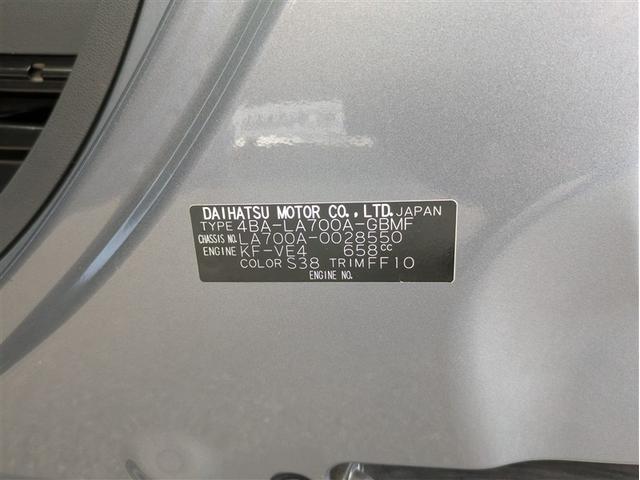 DAIHATSU MOTOR CO., LTD. JAPAN
TYPE 4BA-LA700A-GBMF
CHASSIS NO. LA700A-0028550
ENGINE KF-VE4 658CC
COLOR S38 TRIM FF10
ENGINE NO.